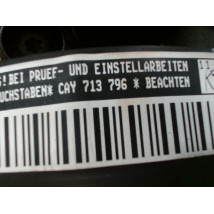 G!BEI PRUEF- UND EINSTELLARBEITEN
UCHSTABEN* CAY 713 796 * BEACHTEN